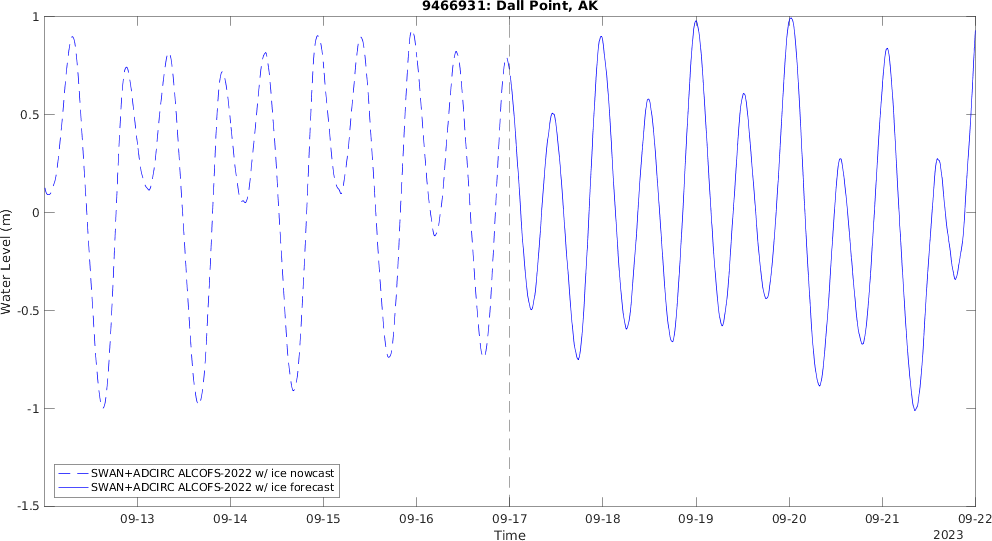 9466931: Dall Point, AK
1
0.5
0
-0.5
-1
-1.5
Water Level (m)
SWAN+ADCIRC ALCOFS-2022 w/ ice nowcast
SWAN+ADCIRC ALCOFS-2022 w/ ice forecast
09-13 09-14 09-15 09-16 09-17 09-18 09-19 09-20 09-21 09-22
Time
2023